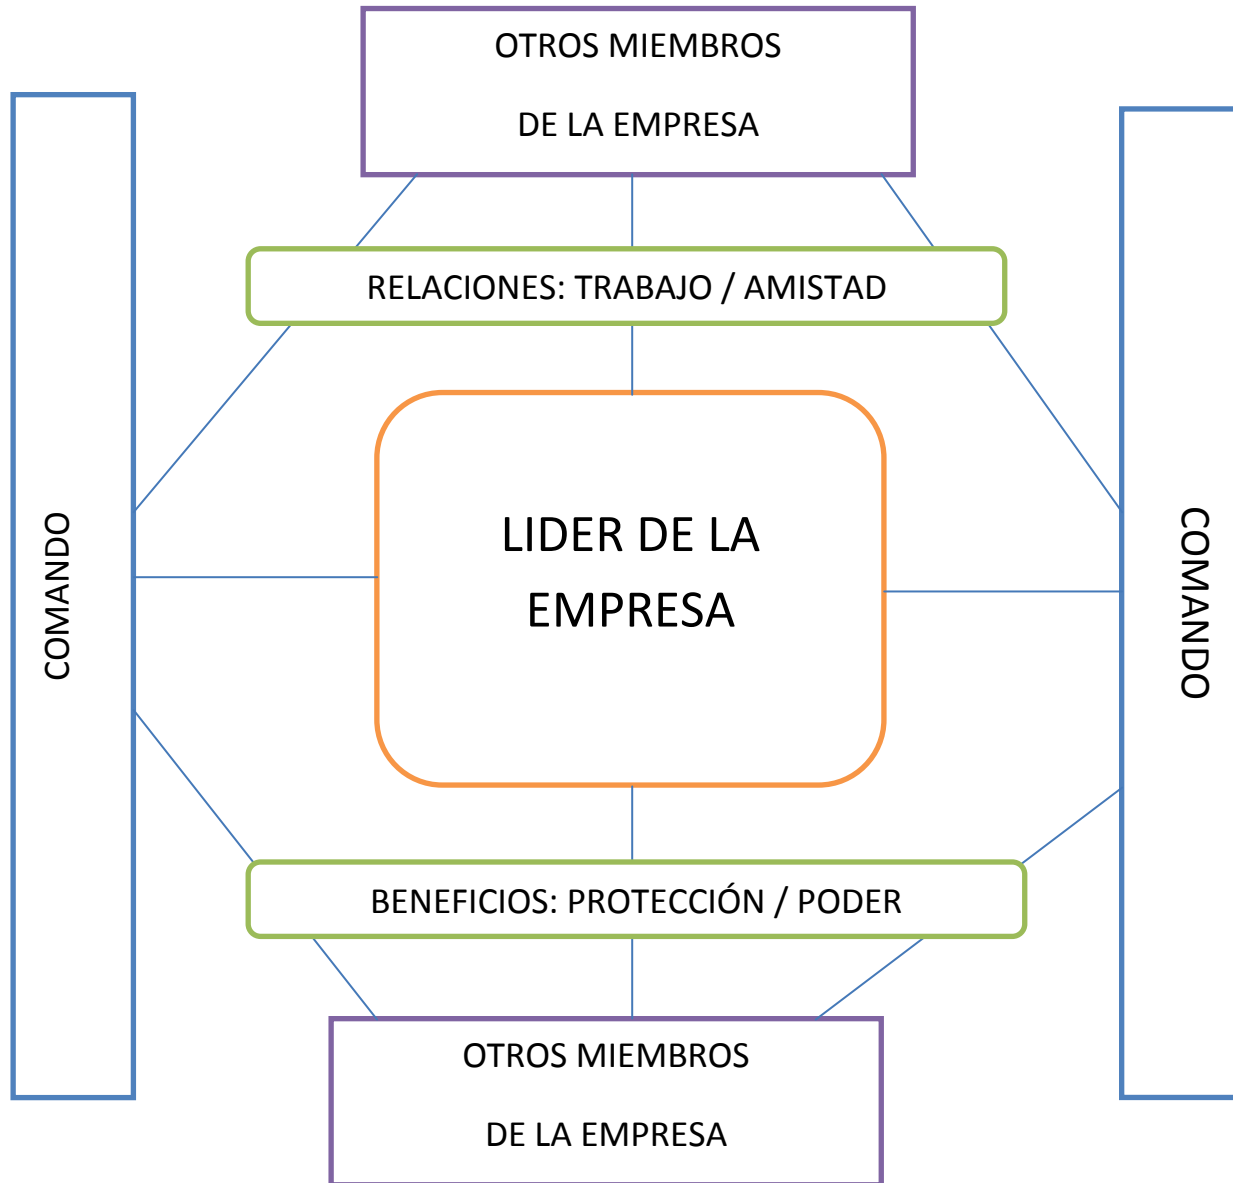 OTROS MIEMBROS
DE LA EMPRESA
RELACIONES: TRABAJO / AMISTAD
COMANDO
LIDER DE LA
EMPRESA
COMANDO
BENEFICIOS: PROTECCIÓN / PODER
OTROS MIEMBROS
DE LA EMPRESA